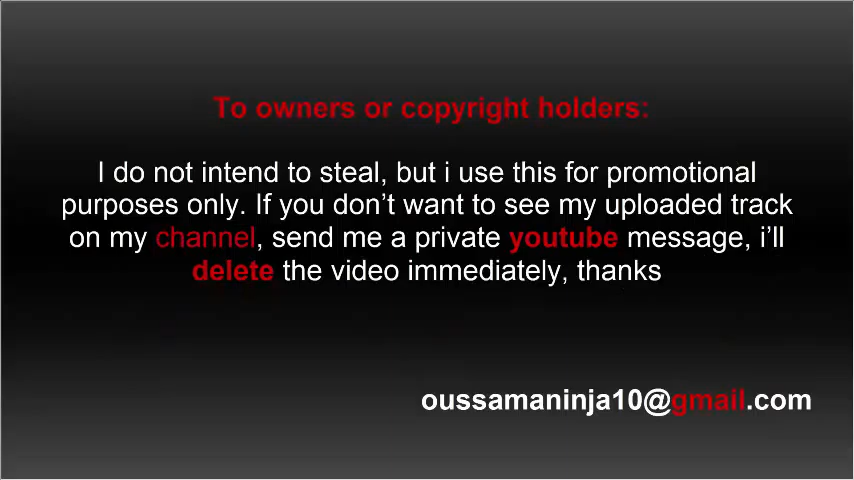 To owners or copyright holders:
I do not intend to steal, but i use this for promotional
purposes only. If you don't want to see my uploaded track
on my channel, send me a private youtube message, i'll
delete the video immediately, thanks
oussamaninja10@gmail.com